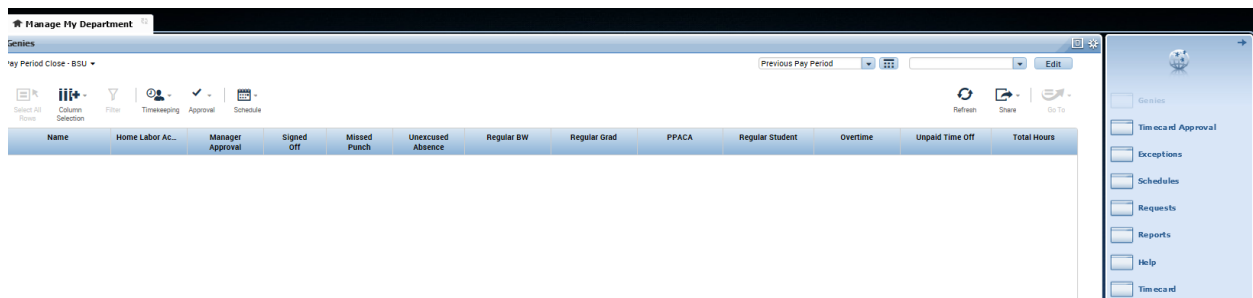 Manage My Department
Genies
Pay Period Close - BSU
Previous Pay Period
Edit
Select All Rows
Column Selection
Filter
Timekeeping
Approval
Schedule
Refresh
Share
Go To
Name
Home Labor Ac...
Manager Approval
Signed Off
Missed Punch
Unexcused Absence
Regular BW
Regular Grad
PPACA
Regular Student
Overtime
Unpaid Time Off
Total Hours
Genies
Timecard Approval
Exceptions
Schedules
Requests
Reports
Help
Timecard